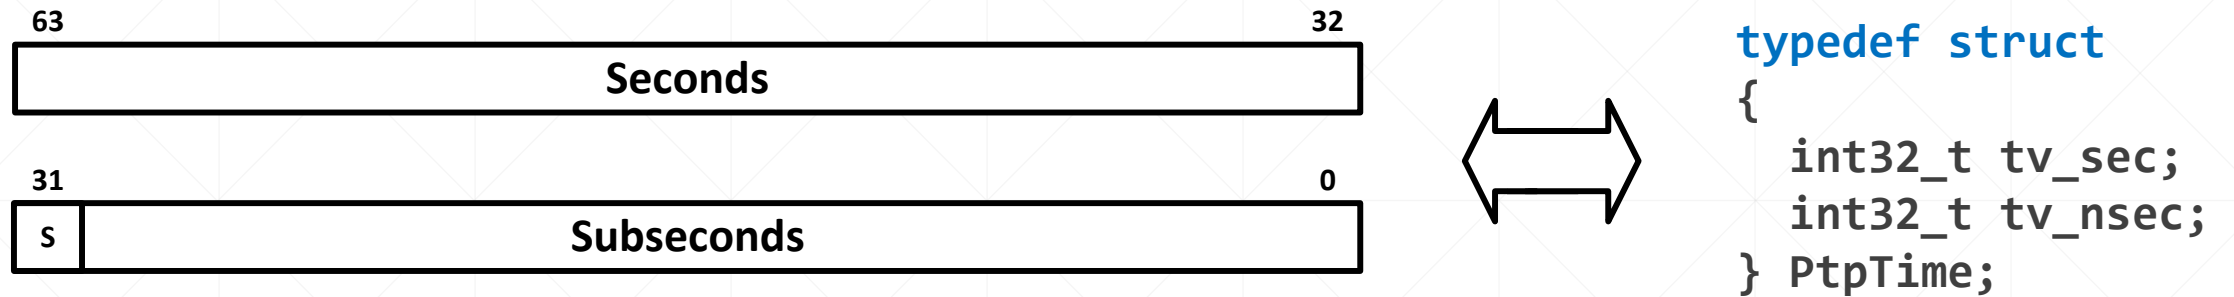 63 32
Seconds
31 0
S Subseconds
typedef struct
{
int32_t tv_sec;
int32_t tv_nsec;
} PtpTime;